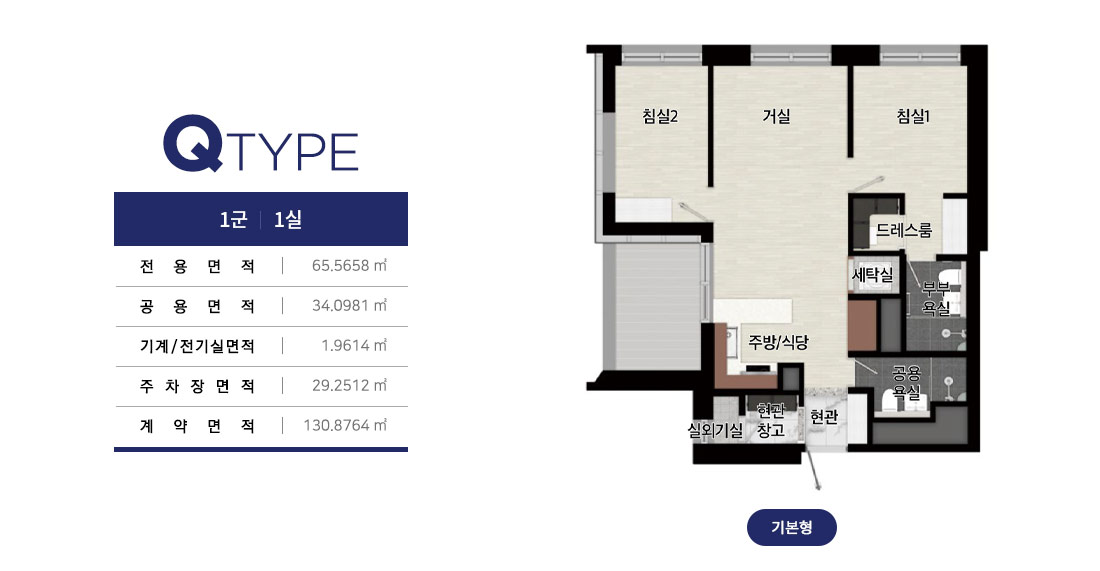 QTYPE
1군 | 1실
전용면적 | 65.5658 ㎡
공용면적 | 34.0981 ㎡
기계/전기실면적 | 1.9614 ㎡
주차장면적 | 29.2512 ㎡
계약면적 | 130.8764 ㎡
침실2
거실
침실1
드레스룸
세탁실
부부
욕실
주방/식당
공용
욕실
실외기실
현관
창고
현관
기본형